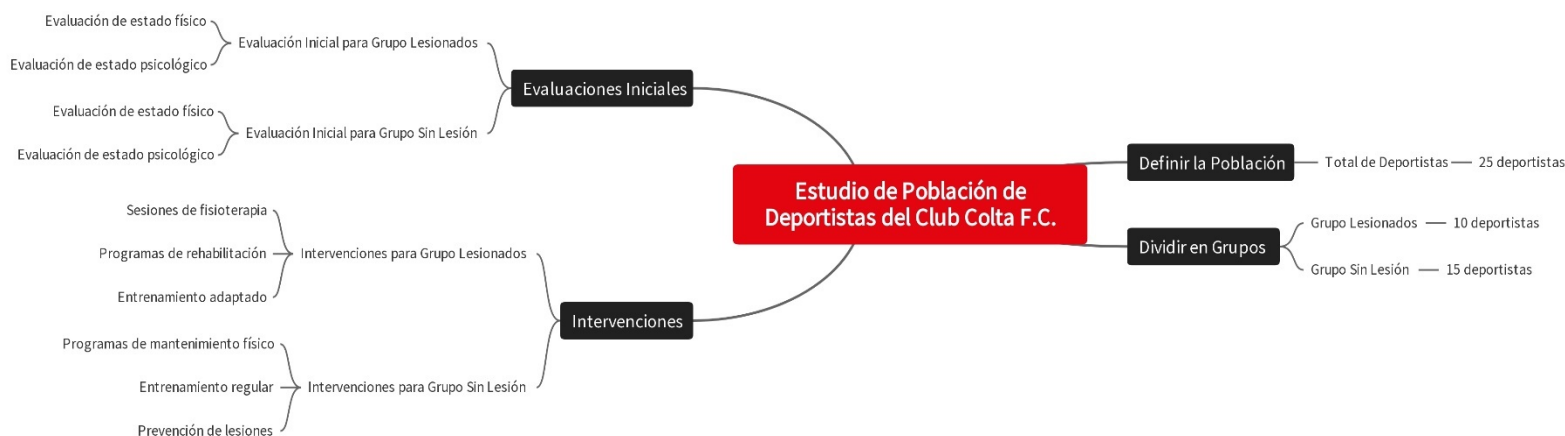 Estudio de Población de
Deportistas del Club Colta F.C.
Definir la Población
Total de Deportistas
25 deportistas
Dividir en Grupos
Grupo Lesionados
10 deportistas
Grupo Sin Lesión
15 deportistas
Evaluaciones Iniciales
Evaluación Inicial para Grupo Lesionados
Evaluación de estado físico
Evaluación de estado psicológico
Evaluación Inicial para Grupo Sin Lesión
Evaluación de estado físico
Evaluación de estado psicológico
Intervenciones
Intervenciones para Grupo Lesionados
Sesiones de fisioterapia
Programas de rehabilitación
Entrenamiento adaptado
Intervenciones para Grupo Sin Lesión
Programas de mantenimiento físico
Entrenamiento regular
Prevención de lesiones